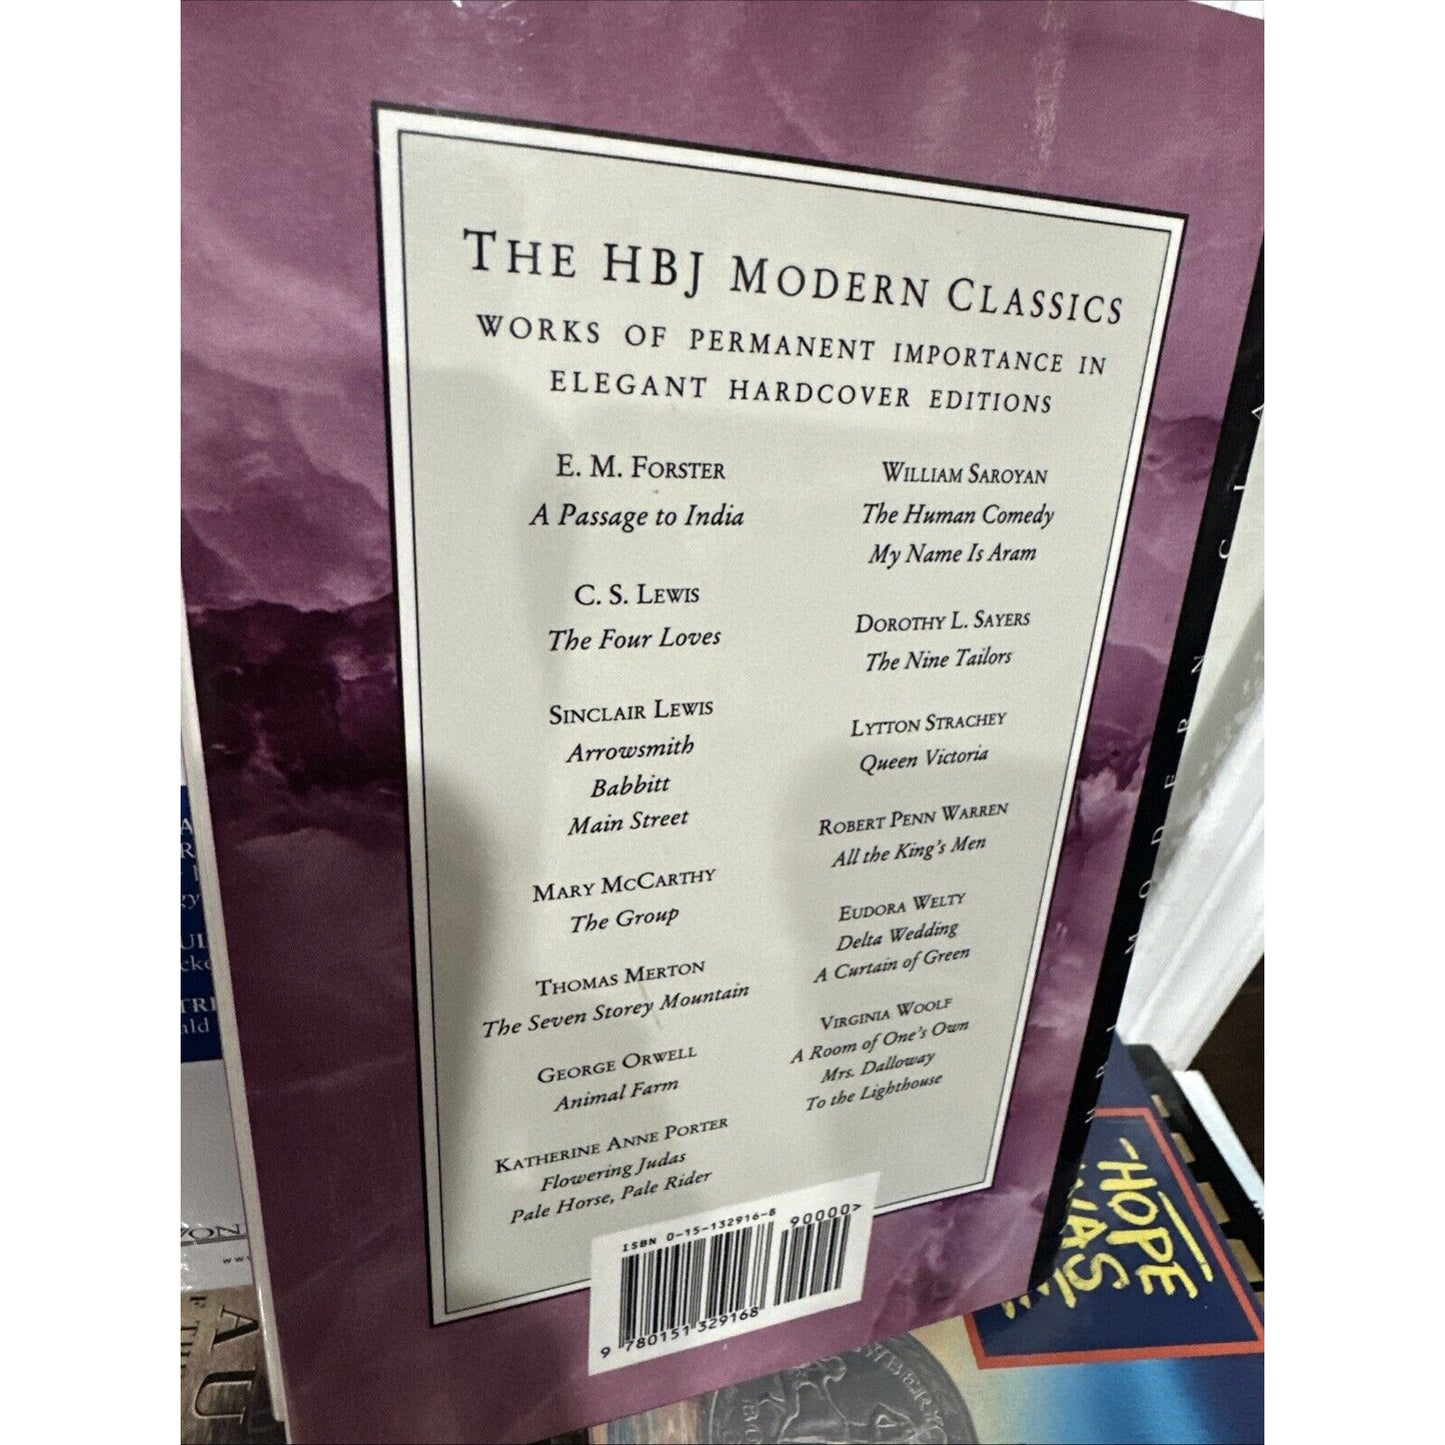 THE HBJ MODERN CLASSICS
WORKS OF PERMANENT IMPORTANCE IN
ELEGANT HARDCOVER EDITIONS
E. M. FORSTER
A Passage to India
C. S. LEWIS
The Four Loves
SINCLAIR LEWIS
Arrowsmith
Babbitt
Main Street
MARY MCCARTHY
The Group
THOMAS MERTON
The Seven Storey Mountain
GEORGE ORWELL
Animal Farm
KATHERINE ANNE PORTER
Flowering Judas
Pale Horse, Pale Rider
WILLIAM SAROYAN
The Human Comedy
My Name Is Aram
DOROTHY L. SAYERS
The Nine Tailors
LYTTON STRACHEY
Queen Victoria
ROBERT PENN WARREN
All the King's Men
EUDORA WELTY
Delta Wedding
A Curtain of Green
VIRGINIA WOOLF
A Room of One's Own
Mrs. Dalloway
To the Lighthouse
ISBN 0-15-132916-8
90000>
9 780151 329168
HBJ MODERN CLA
HOPE
WAS